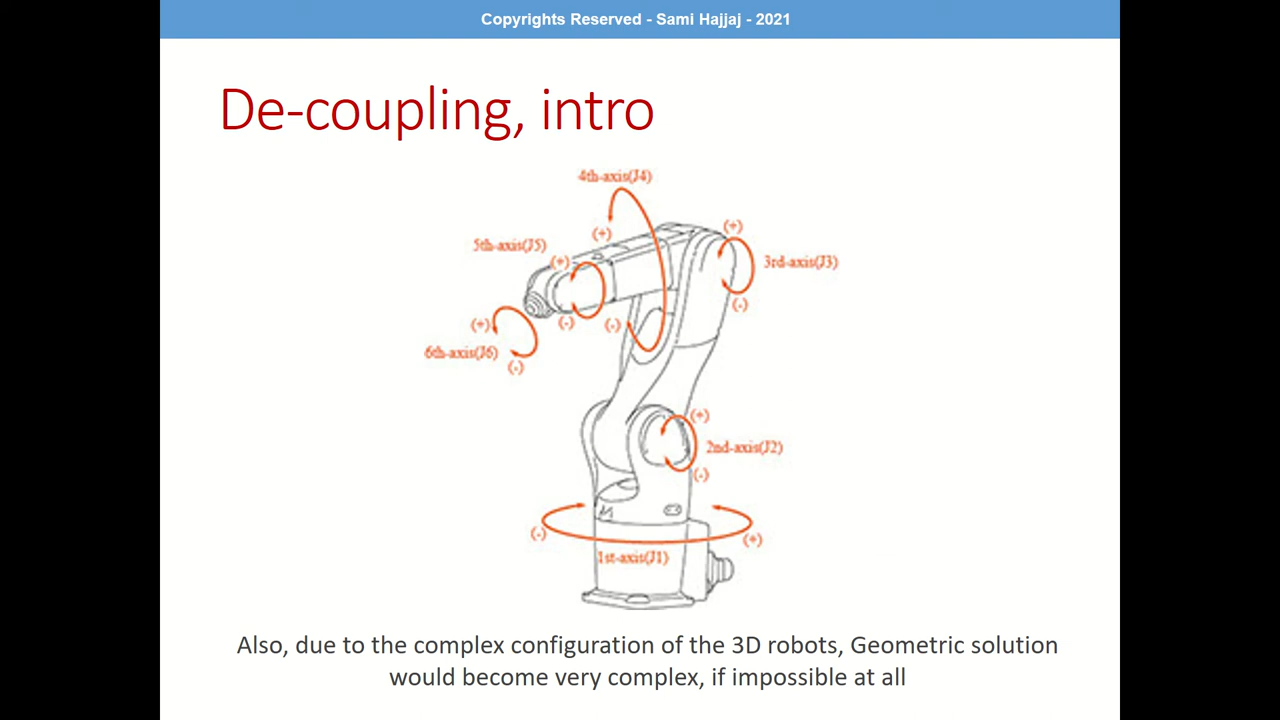 Copyrights Reserved - Sami Hajjaj - 2021
De-coupling, intro
4th-axis(J4)
(+)
(+)
5th-axis(J5)
(+)
3rd-axis(J3)
(-)
(+)
(-)
(-)
6th-axis(J6)
(-)
(+)
2nd-axis(J2)
(-)
(-)
(+)
1st-axis(J1)
Also, due to the complex configuration of the 3D robots, Geometric solution
would become very complex, if impossible at all